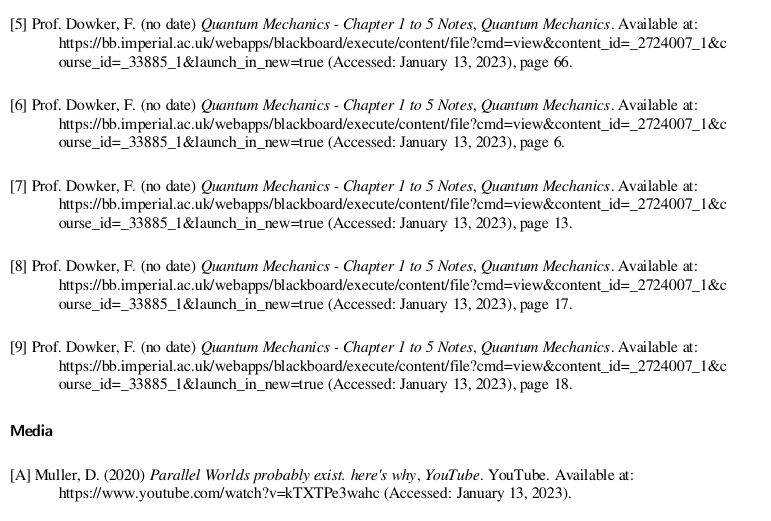 [5] Prof. Dowker, F. (no date) Quantum Mechanics - Chapter 1 to 5 Notes, Quantum Mechanics. Available at:
https://bb.imperial.ac.uk/webapps/blackboard/execute/content/file?cmd=view&content_id=_2724007_1&c
ourse_id=_33885_1&launch_in_new=true (Accessed: January 13, 2023), page 66.
[6] Prof. Dowker, F. (no date) Quantum Mechanics - Chapter 1 to 5 Notes, Quantum Mechanics. Available at:
https://bb.imperial.ac.uk/webapps/blackboard/execute/content/file?cmd=view&content_id=_2724007_1&c
ourse_id=_33885_1&launch_in_new=true (Accessed: January 13, 2023), page 6.
[7] Prof. Dowker, F. (no date) Quantum Mechanics - Chapter 1 to 5 Notes, Quantum Mechanics. Available at:
https://bb.imperial.ac.uk/webapps/blackboard/execute/content/file?cmd=view&content_id=_2724007_1&c
ourse_id=_33885_1&launch_in_new=true (Accessed: January 13, 2023), page 13.
[8] Prof. Dowker, F. (no date) Quantum Mechanics - Chapter 1 to 5 Notes, Quantum Mechanics. Available at:
https://bb.imperial.ac.uk/webapps/blackboard/execute/content/file?cmd=view&content_id=_2724007_1&c
ourse_id=_33885_1&launch_in_new=true (Accessed: January 13, 2023), page 17.
[9] Prof. Dowker, F. (no date) Quantum Mechanics - Chapter 1 to 5 Notes, Quantum Mechanics. Available at:
https://bb.imperial.ac.uk/webapps/blackboard/execute/content/file?cmd=view&content_id=_2724007_1&c
ourse_id=_33885_1&launch_in_new=true (Accessed: January 13, 2023), page 18.
Media
[A] Muller, D. (2020) Parallel Worlds probably exist. here's why, YouTube. YouTube. Available at:
https://www.youtube.com/watch?v=kTXTPe3wahc (Accessed: January 13, 2023).